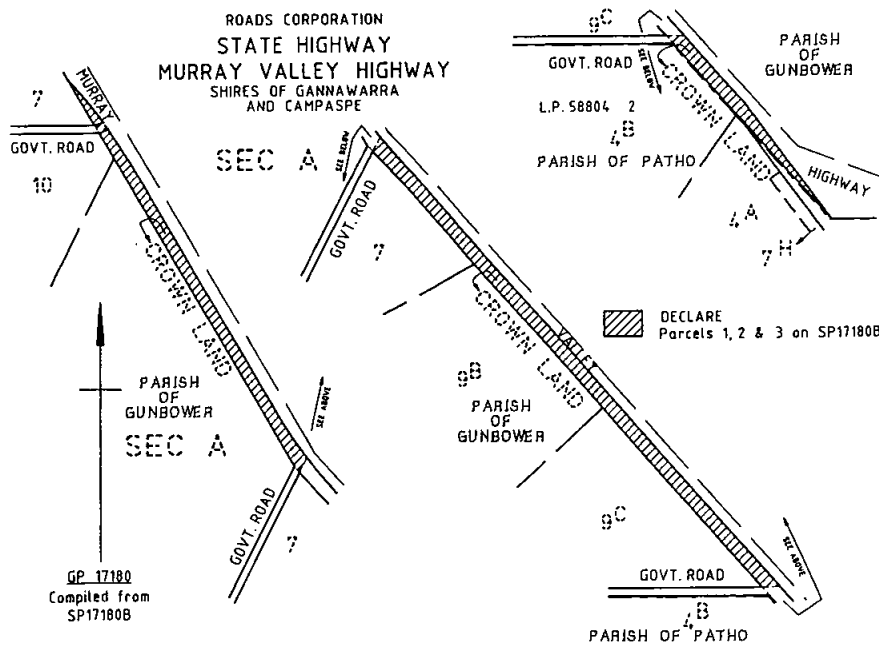 ROADS CORPORATION
STATE HIGHWAY
MURRAY VALLEY HIGHWAY
SHIRES OF GANNAWARRA
AND CAMPASPE
SEC A
7
MURRAY
GOVT. ROAD
10
CROWN LAND
PARISH
OF
GUNBOWER
SEC A
SEE ABOVE
GOVT. ROAD
7
GP 17180
Compiled from
SP17180B
SEE BELOW
GOVT. ROAD
7
CROWN LAND
VALLEY
9B
PARISH
OF
GUNBOWER
9C
SEE ABOVE
GOVT. ROAD
4B
PARISH OF PATHO
9C
GOVT. ROAD
SEE BELOW
PARISH
OF
GUNBOWER
CROWN LAND
L.P. 58804 2
4B
PARISH OF PATHO
HIGHWAY
4A
7H
DECLARE
Parcels 1, 2 & 3 on SP17180B